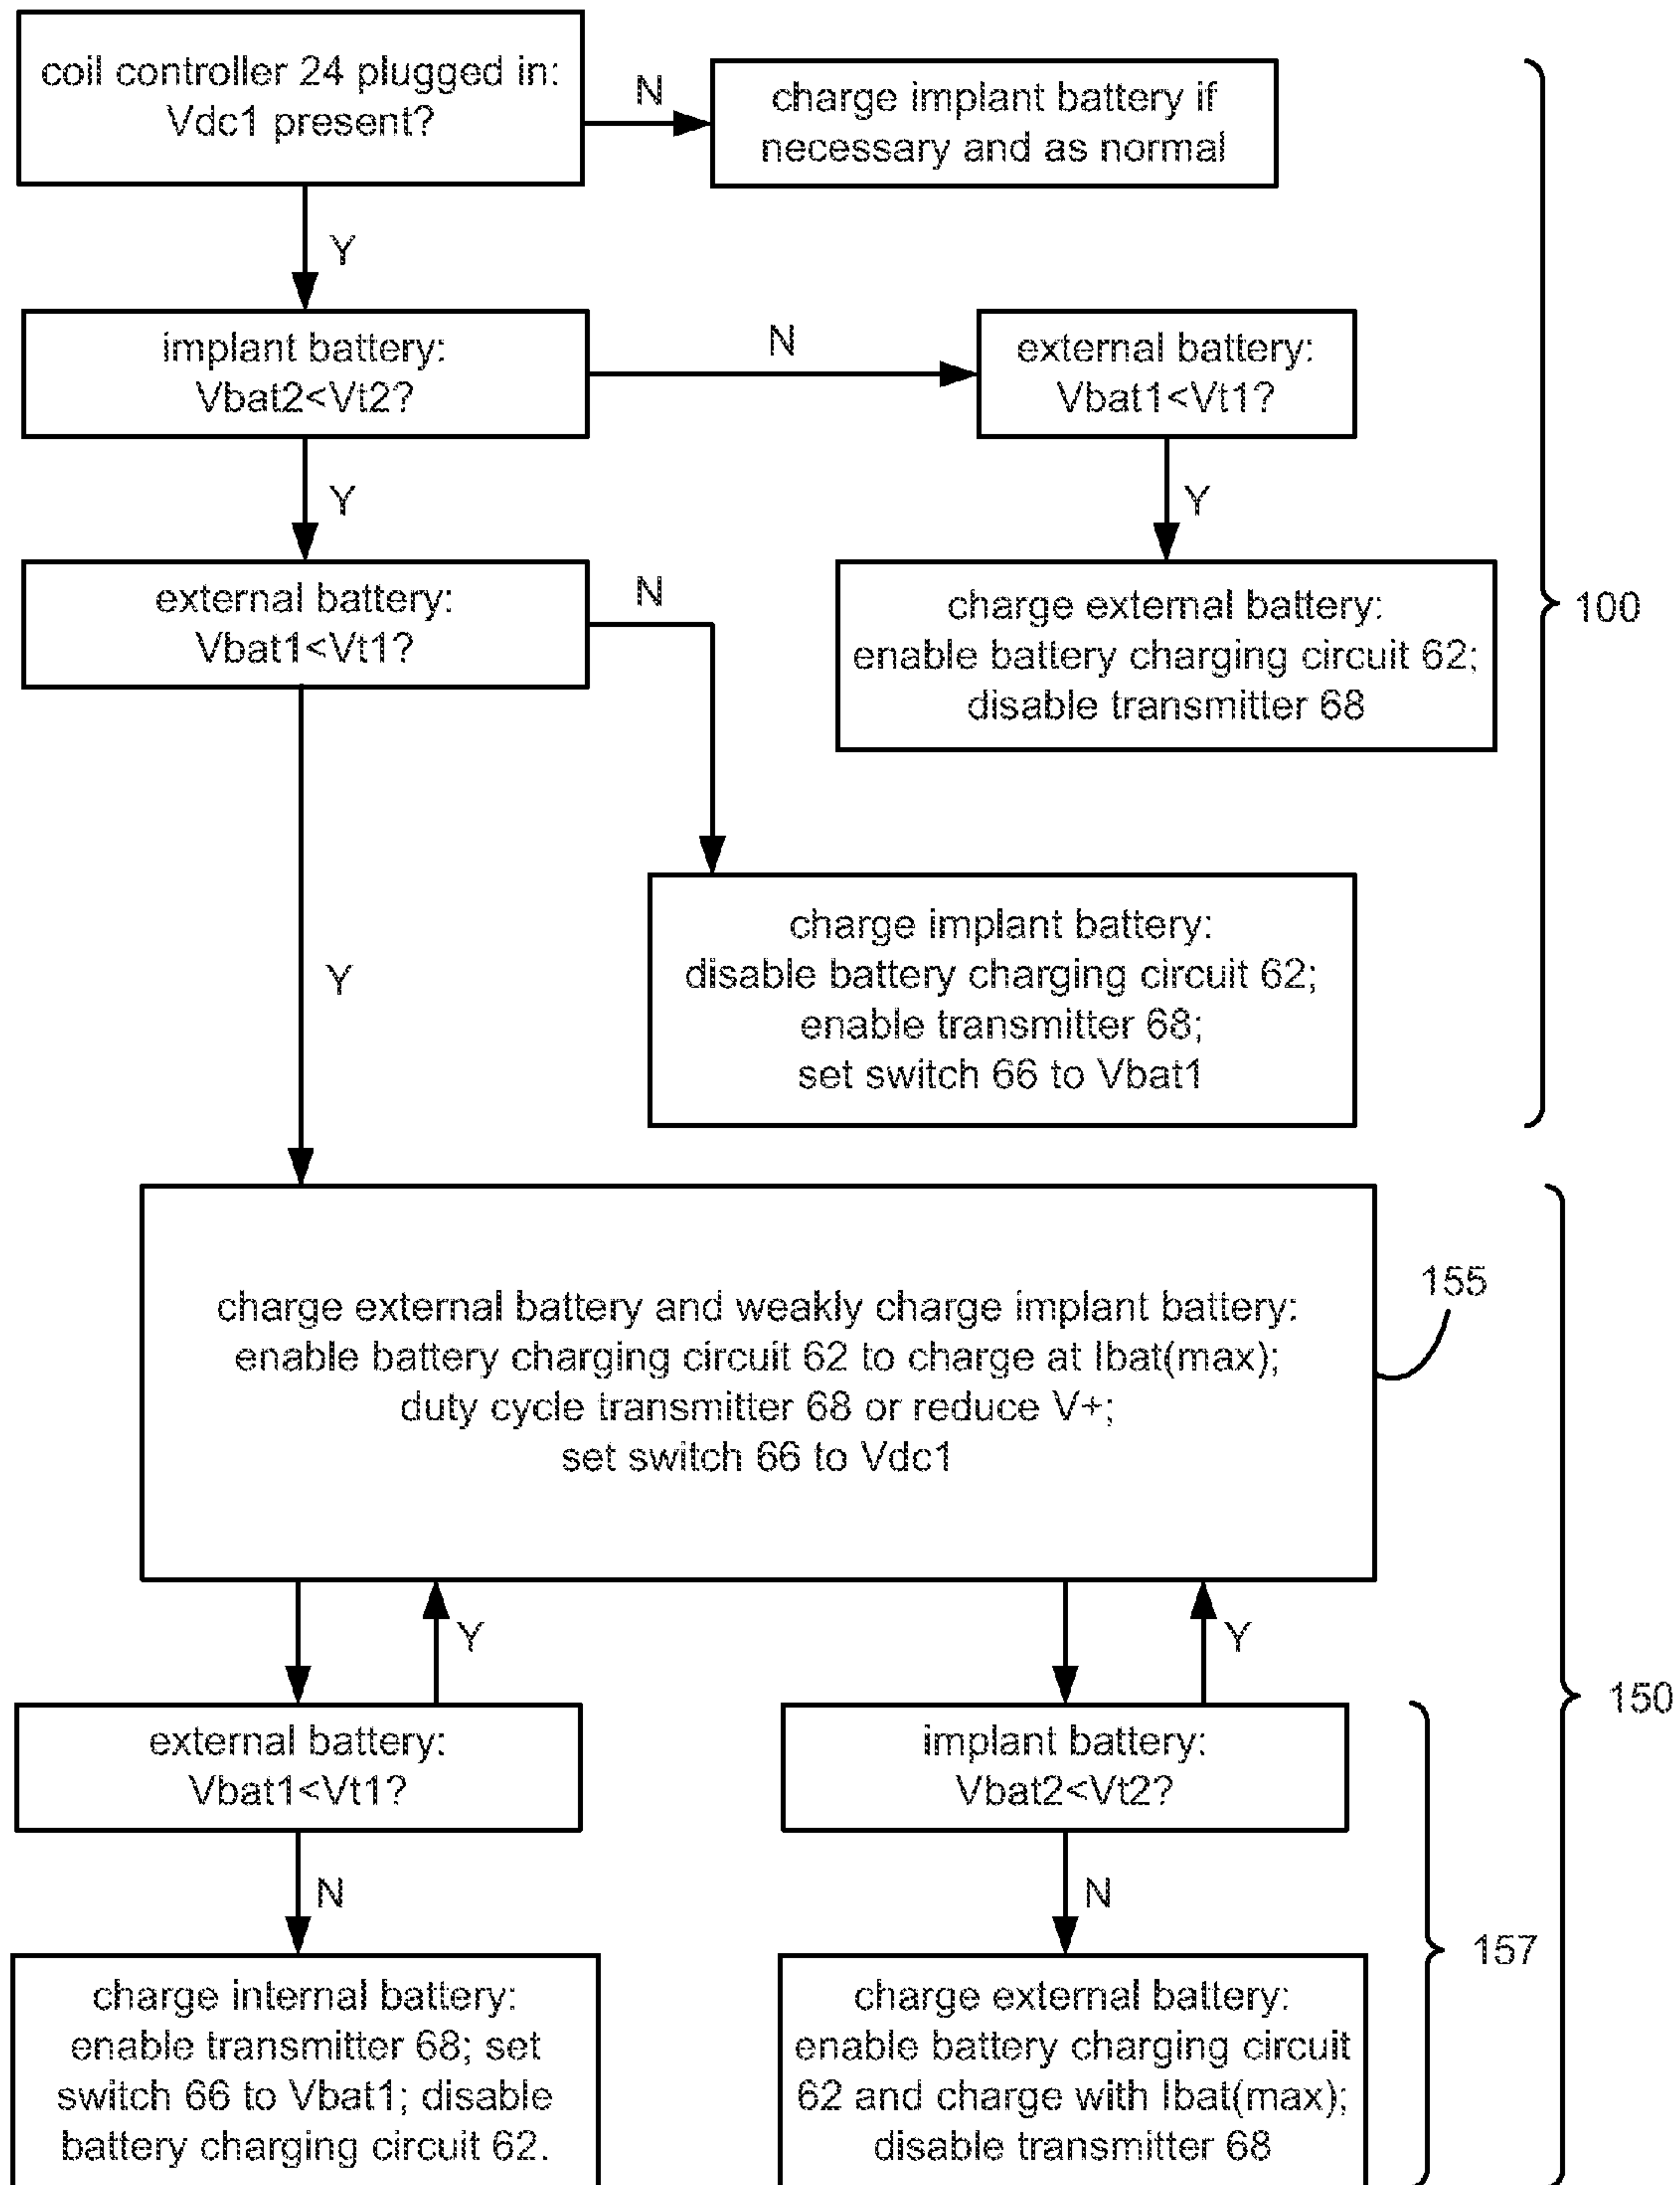 coil controller 24 plugged in:
Vdc1 present?
N
charge implant battery if
necessary and as normal
Y
implant battery:
Vbat2<Vt2?
N
external battery:
Vbat1<Vt1?
Y
Y
external battery:
Vbat1<Vt1?
N
charge external battery:
enable battery charging circuit 62;
disable transmitter 68
100
charge implant battery:
disable battery charging circuit 62;
enable transmitter 68;
set switch 66 to Vbat1
Y
charge external battery and weakly charge implant battery:
enable battery charging circuit 62 to charge at Ibat(max);
duty cycle transmitter 68 or reduce V+;
set switch 66 to Vdc1
155
Y
Y
external battery:
Vbat1<Vt1?
implant battery:
Vbat2<Vt2?
150
N
N
charge internal battery:
enable transmitter 68; set
switch 66 to Vbat1; disable
battery charging circuit 62.
charge external battery:
enable battery charging circuit
62 and charge with Ibat(max);
disable transmitter 68
157